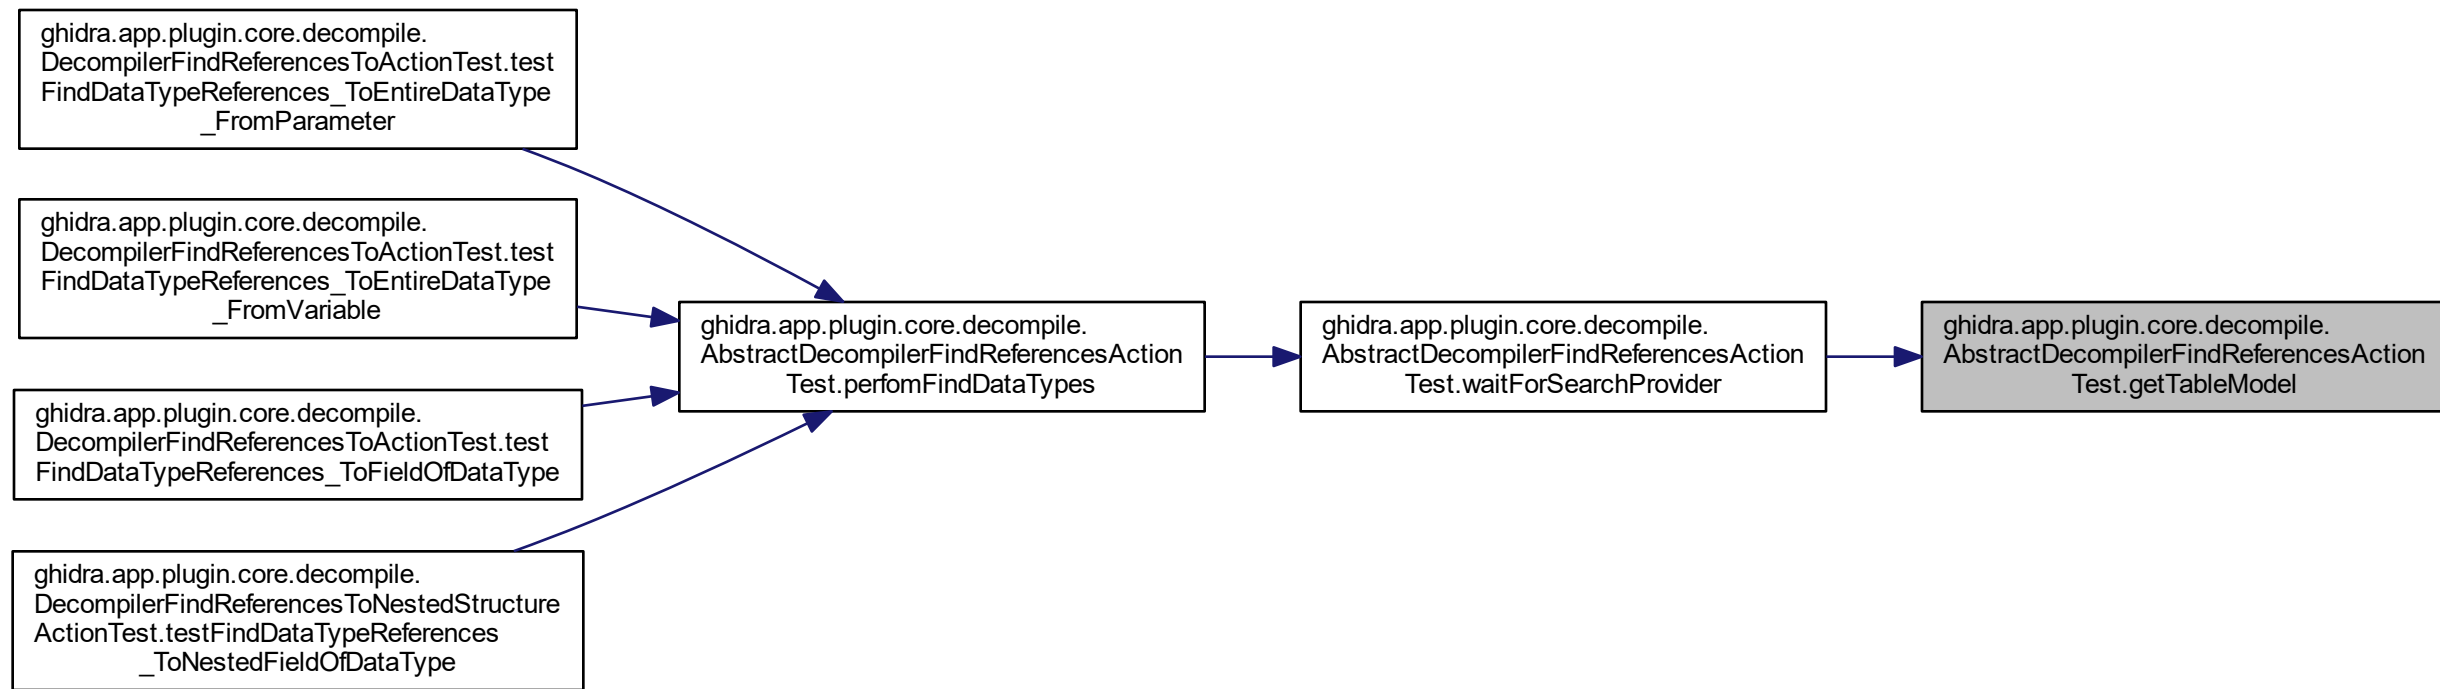 ghidra.app.plugin.core.decompile.
DecompilerFindReferencesToActionTest.test
FindDataTypeReferences_ToEntireDataType
_FromParameter
ghidra.app.plugin.core.decompile.
DecompilerFindReferencesToActionTest.test
FindDataTypeReferences_ToEntireDataType
_FromVariable
ghidra.app.plugin.core.decompile.
DecompilerFindReferencesToActionTest.test
FindDataTypeReferences_ToFieldOfDataType
ghidra.app.plugin.core.decompile.
DecompilerFindReferencesToNestedStructure
ActionTest.testFindDataTypeReferences
_ToNestedFieldOfDataType
ghidra.app.plugin.core.decompile.
AbstractDecompilerFindReferencesAction
Test.perfomFindDataTypes
ghidra.app.plugin.core.decompile.
AbstractDecompilerFindReferencesAction
Test.waitForSearchProvider
ghidra.app.plugin.core.decompile.
AbstractDecompilerFindReferencesAction
Test.getTableModel